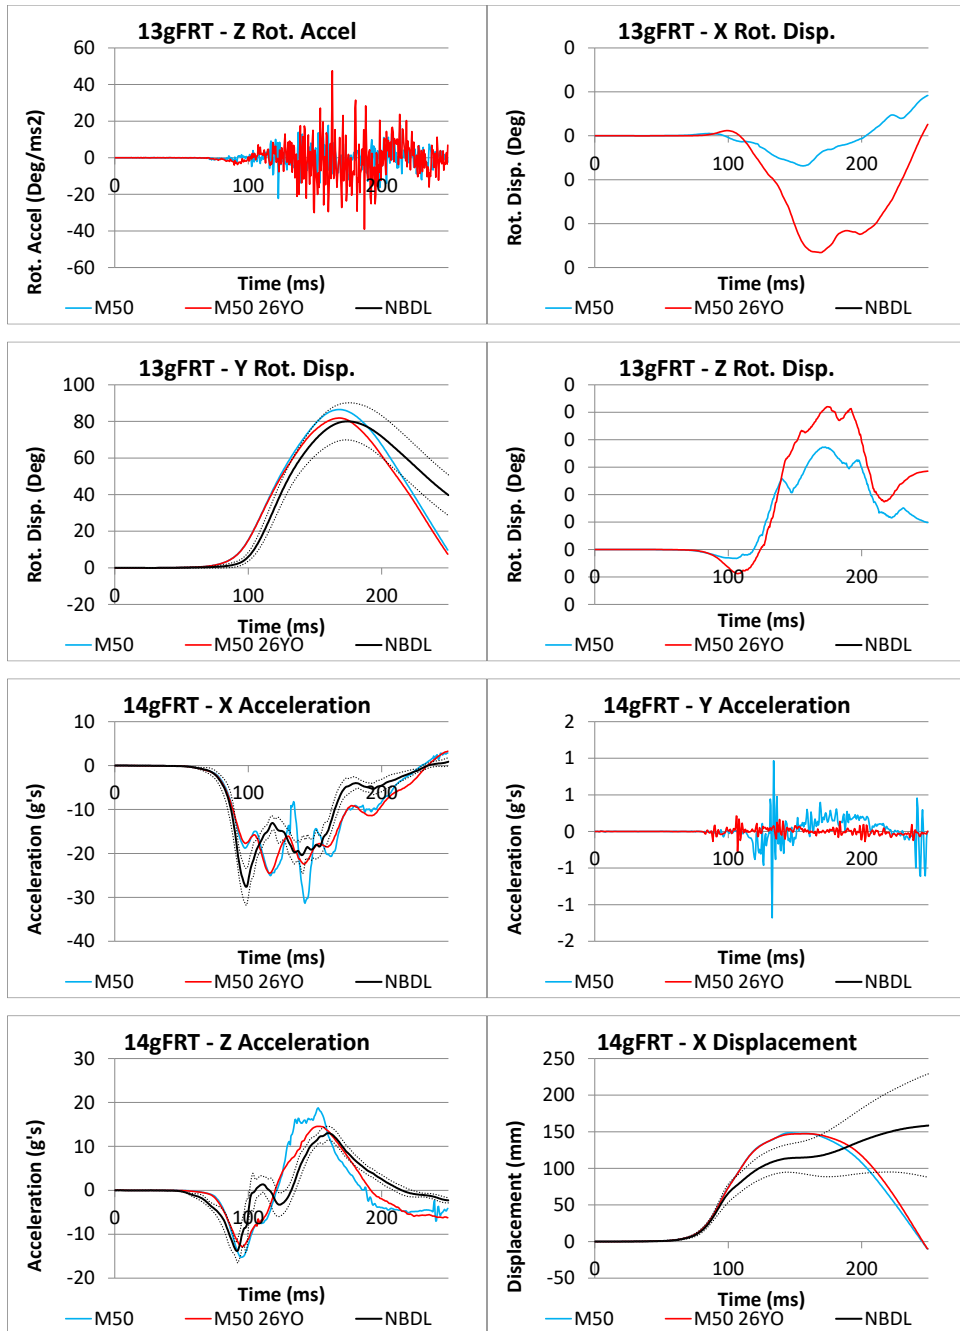 13gFRT - Z Rot. Accel
Rot. Accel (Deg/ms2)
60
40
20
0
-20
-40
-60
0
100
200
Time (ms)
M50
M50 26YO
NBDL
13gFRT - X Rot. Disp.
Rot. Disp. (Deg)
0
0
0
0
0
0
0
100
200
Time (ms)
M50
M50 26YO
NBDL
13gFRT - Y Rot. Disp.
Rot. Disp. (Deg)
100
80
60
40
20
0
-20
0
100
200
Time (ms)
M50
M50 26YO
NBDL
13gFRT - Z Rot. Disp.
Rot. Disp. (Deg)
0
0
0
0
0
0
0
0
0
0
100
200
Time (ms)
M50
M50 26YO
NBDL
14gFRT - X Acceleration
Acceleration (g's)
10
0
-10
-20
-30
-40
0
100
200
Time (ms)
M50
M50 26YO
NBDL
14gFRT - Y Acceleration
Acceleration (g's)
2
1
1
0
-1
-1
-2
0
100
200
Time (ms)
M50
M50 26YO
NBDL
14gFRT - Z Acceleration
Acceleration (g's)
30
20
10
0
-10
-20
0
100
200
Time (ms)
M50
M50 26YO
NBDL
14gFRT - X Displacement
Displacement (mm)
250
200
150
100
50
0
-50
0
100
200
Time (ms)
M50
M50 26YO
NBDL